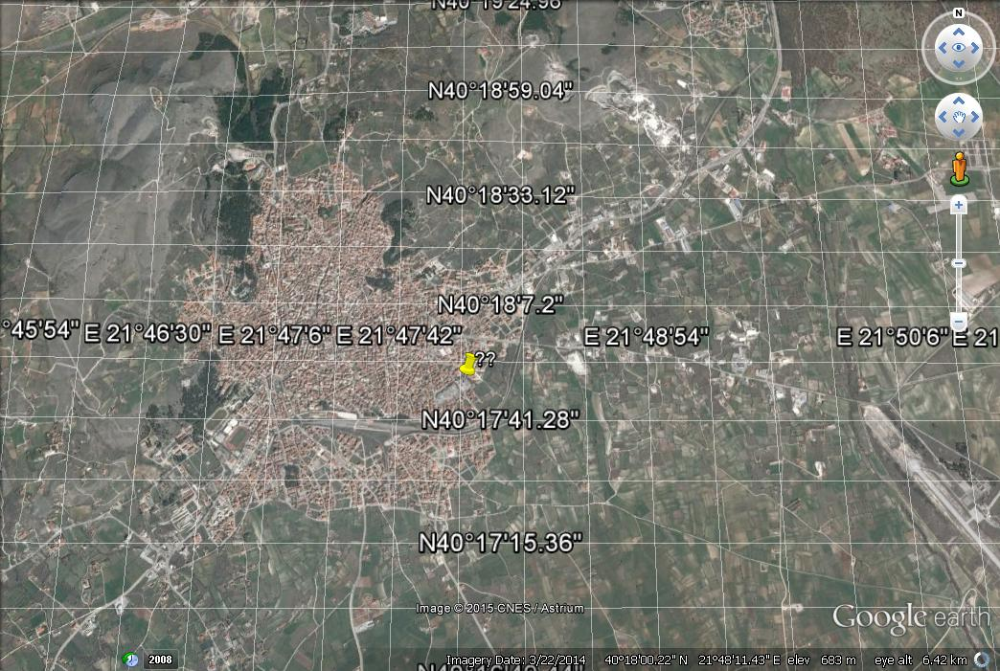 N40°19'24.96"
N
N40°18'59.04"
N40°18'33.12"
N40°18'7.2"
°45'54" E 21°46'30" E 21°47'6" E 21°47'42" E 21°48'54" E 21°50'6" E 21
??
N40°17'41.28"
N40°17'15.36"
Image © 2015 CNES / Astrium
Google earth
2008
Imagery Date: 3/22/2014 40°18'00.22" N 21°48'11.43" E elev 683 m eye alt 6.42 km